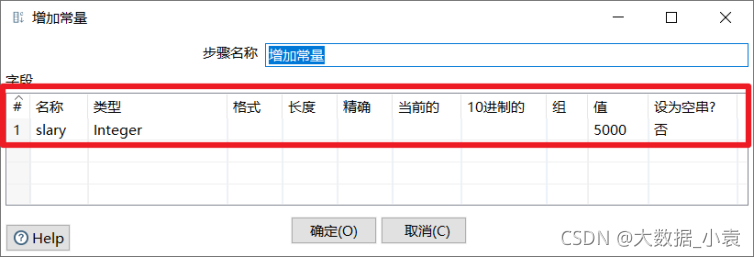 增加常量
步骤名称 增加常量
字段
# 名称 类型 格式 长度 精确 当前的 10进制的 组 值 设为空串?
1 slary Integer 5000 否
Help 确定(O) 取消(C)
CSDN @大数据_小袁